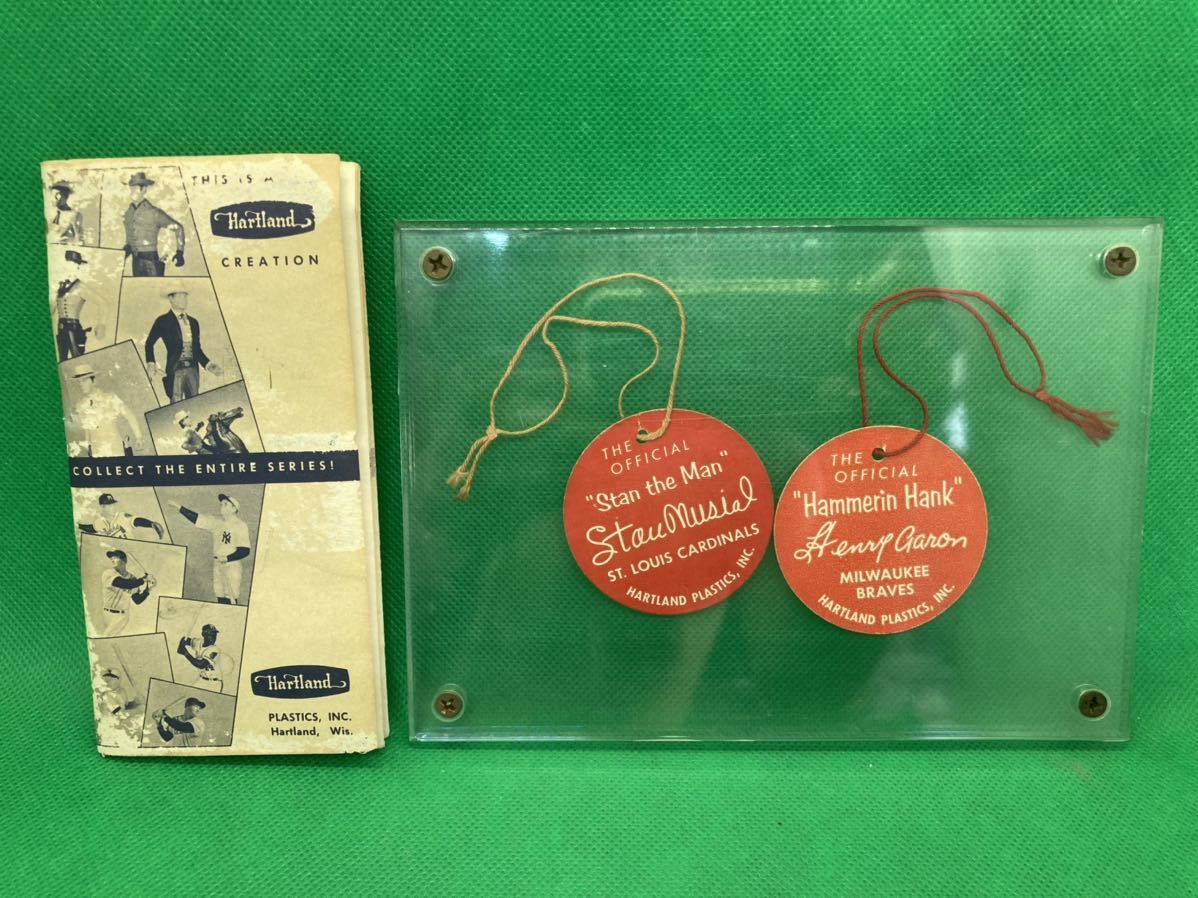 THIS IS A
Hartland
CREATION
COLLECT THE ENTIRE SERIES!
Hartland
PLASTICS, INC.
Hartland, Wis.
THE
OFFICIAL
"Stan the Man"
Stan Musial
ST. LOUIS CARDINALS
HARTLAND PLASTICS, INC.
THE
OFFICIAL
"Hammerin Hank"
Henry Aaron
MILWAUKEE
BRAVES
HARTLAND PLASTICS, INC.